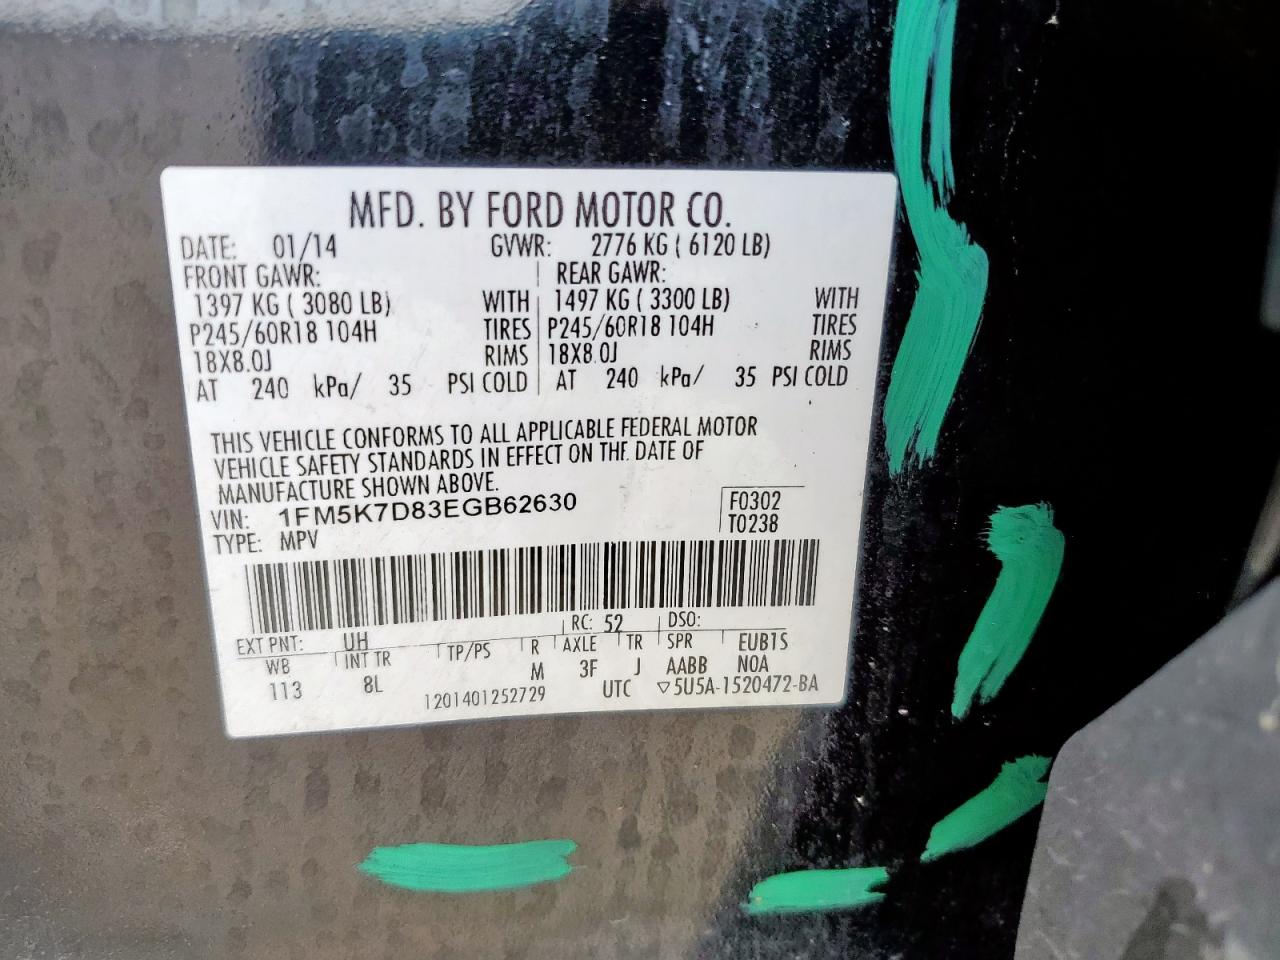 MFD. BY FORD MOTOR CO.
DATE: 01/14 GVWR: 2776 KG ( 6120 LB)
FRONT GAWR: REAR GAWR:
1397 KG ( 3080 LB) WITH 1497 KG ( 3300 LB) WITH
P245/60R18 104H TIRES P245/60R18 104H TIRES
18X8.0J RIMS 18X8.0J RIMS
AT 240 kPa/ 35 PSI COLD AT 240 kPa/ 35 PSI COLD
THIS VEHICLE CONFORMS TO ALL APPLICABLE FEDERAL MOTOR
VEHICLE SAFETY STANDARDS IN EFFECT ON THE DATE OF
MANUFACTURE SHOWN ABOVE.
VIN: 1FM5K7D83EGB62630 F0302
TYPE: MPV T0238
RC: 52 DSO:
EXT PNT: UH
WB INT TR TP/PS R AXLE TR SPR EUB1S
113 8L M 3F J AABB NOA
1201401252729 UTC ▽5U5A-1520472-BA